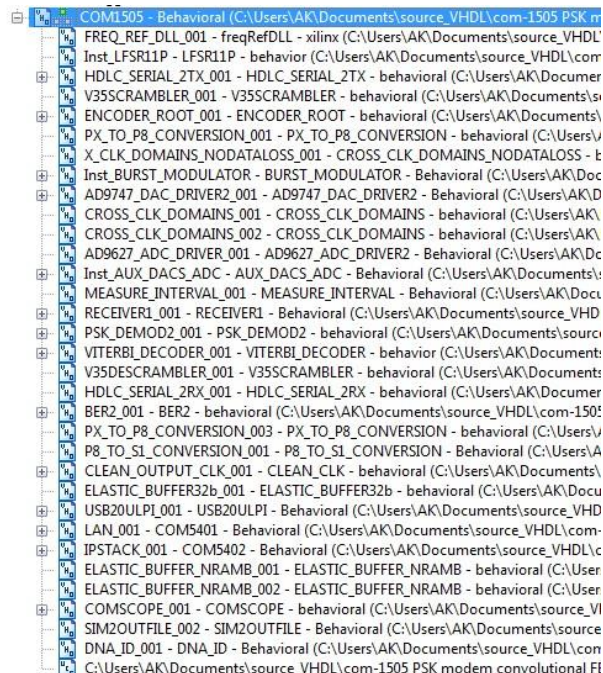 COM1505 - Behavioral (C:\Users\AK\Documents\source_VHDL\com-1505 PSK m
FREQ_REF_DLL_001 - freqRefDLL - xilinx (C:\Users\AK\Documents\source_VHDL\
Inst_LFSR11P - LFSR11P - behavior (C:\Users\AK\Documents\source_VHDL\com
HDLC_SERIAL_2TX_001 - HDLC_SERIAL_2TX - behavioral (C:\Users\AK\Documen
V35SCRAMBLER_001 - V35SCRAMBLER - behavioral (C:\Users\AK\Documents\s
ENCODER_ROOT_001 - ENCODER_ROOT - behavioral (C:\Users\AK\Documents\
PX_TO_P8_CONVERSION_001 - PX_TO_P8_CONVERSION - behavioral (C:\Users\A
X_CLK_DOMAINS_NODATALOSS_001 - CROSS_CLK_DOMAINS_NODATALOSS - b
Inst_BURST_MODULATOR - BURST_MODULATOR - Behavioral (C:\Users\AK\Doc
AD9747_DAC_DRIVER2_001 - AD9747_DAC_DRIVER2 - Behavioral (C:\Users\AK\D
CROSS_CLK_DOMAINS_001 - CROSS_CLK_DOMAINS - behavioral (C:\Users\AK\
CROSS_CLK_DOMAINS_002 - CROSS_CLK_DOMAINS - behavioral (C:\Users\AK\
AD9627_ADC_DRIVER_001 - AD9627_ADC_DRIVER2 - Behavioral (C:\Users\AK\Do
Inst_AUX_DACS_ADC - AUX_DACS_ADC - Behavioral (C:\Users\AK\Documents\s
MEASURE_INTERVAL_001 - MEASURE_INTERVAL - Behavioral (C:\Users\AK\Docu
RECEIVER1_001 - RECEIVER1 - Behavioral (C:\Users\AK\Documents\source_VHD
PSK_DEMOD2_001 - PSK_DEMOD2 - behavioral (C:\Users\AK\Documents\source
VITERBI_DECODER_001 - VITERBI_DECODER - behavior (C:\Users\AK\Documents
V35DESCRAMBLER_001 - V35SCRAMBLER - behavioral (C:\Users\AK\Documents
HDLC_SERIAL_2RX_001 - HDLC_SERIAL_2RX - behavioral (C:\Users\AK\Documen
BER2_001 - BER2 - behavioral (C:\Users\AK\Documents\source_VHDL\com-1505
PX_TO_P8_CONVERSION_003 - PX_TO_P8_CONVERSION - behavioral (C:\Users\A
P8_TO_S1_CONVERSION_001 - P8_TO_S1_CONVERSION - Behavioral (C:\Users\A
CLEAN_OUTPUT_CLK_001 - CLEAN_CLK - behavioral (C:\Users\AK\Documents\
ELASTIC_BUFFER32b_001 - ELASTIC_BUFFER32b - behavioral (C:\Users\AK\Docu
USB20ULPI_001 - USB20ULPI - Behavioral (C:\Users\AK\Documents\source_VHD
LAN_001 - COM5401 - Behavioral (C:\Users\AK\Documents\source_VHDL\com-
IPSTACK_001 - COM5402 - Behavioral (C:\Users\AK\Documents\source_VHDL\c
ELASTIC_BUFFER_NRAMB_001 - ELASTIC_BUFFER_NRAMB - behavioral (C:\User
ELASTIC_BUFFER_NRAMB_002 - ELASTIC_BUFFER_NRAMB - behavioral (C:\User
COMSCOPE_001 - COMSCOPE - behavioral (C:\Users\AK\Documents\source_V
SIM2OUTFILE_002 - SIM2OUTFILE - Behavioral (C:\Users\AK\Documents\source
DNA_ID_001 - DNA_ID - Behavioral (C:\Users\AK\Documents\source_VHDL\com
C:\Users\AK\Documents\source_VHDL\com-1505 PSK modem convolutional FE